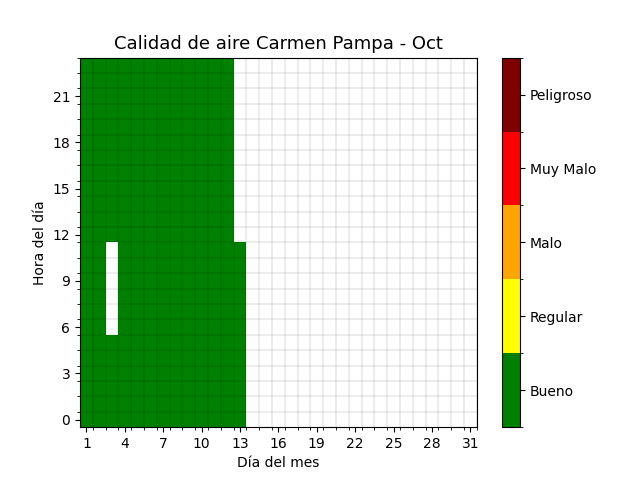 Calidad de aire Carmen Pampa - Oct
Hora del día
21
18
15
12
9
6
3
0
1 4 7 10 13 16 19 22 25 28 31
Día del mes
Peligroso
Muy Malo
Malo
Regular
Bueno